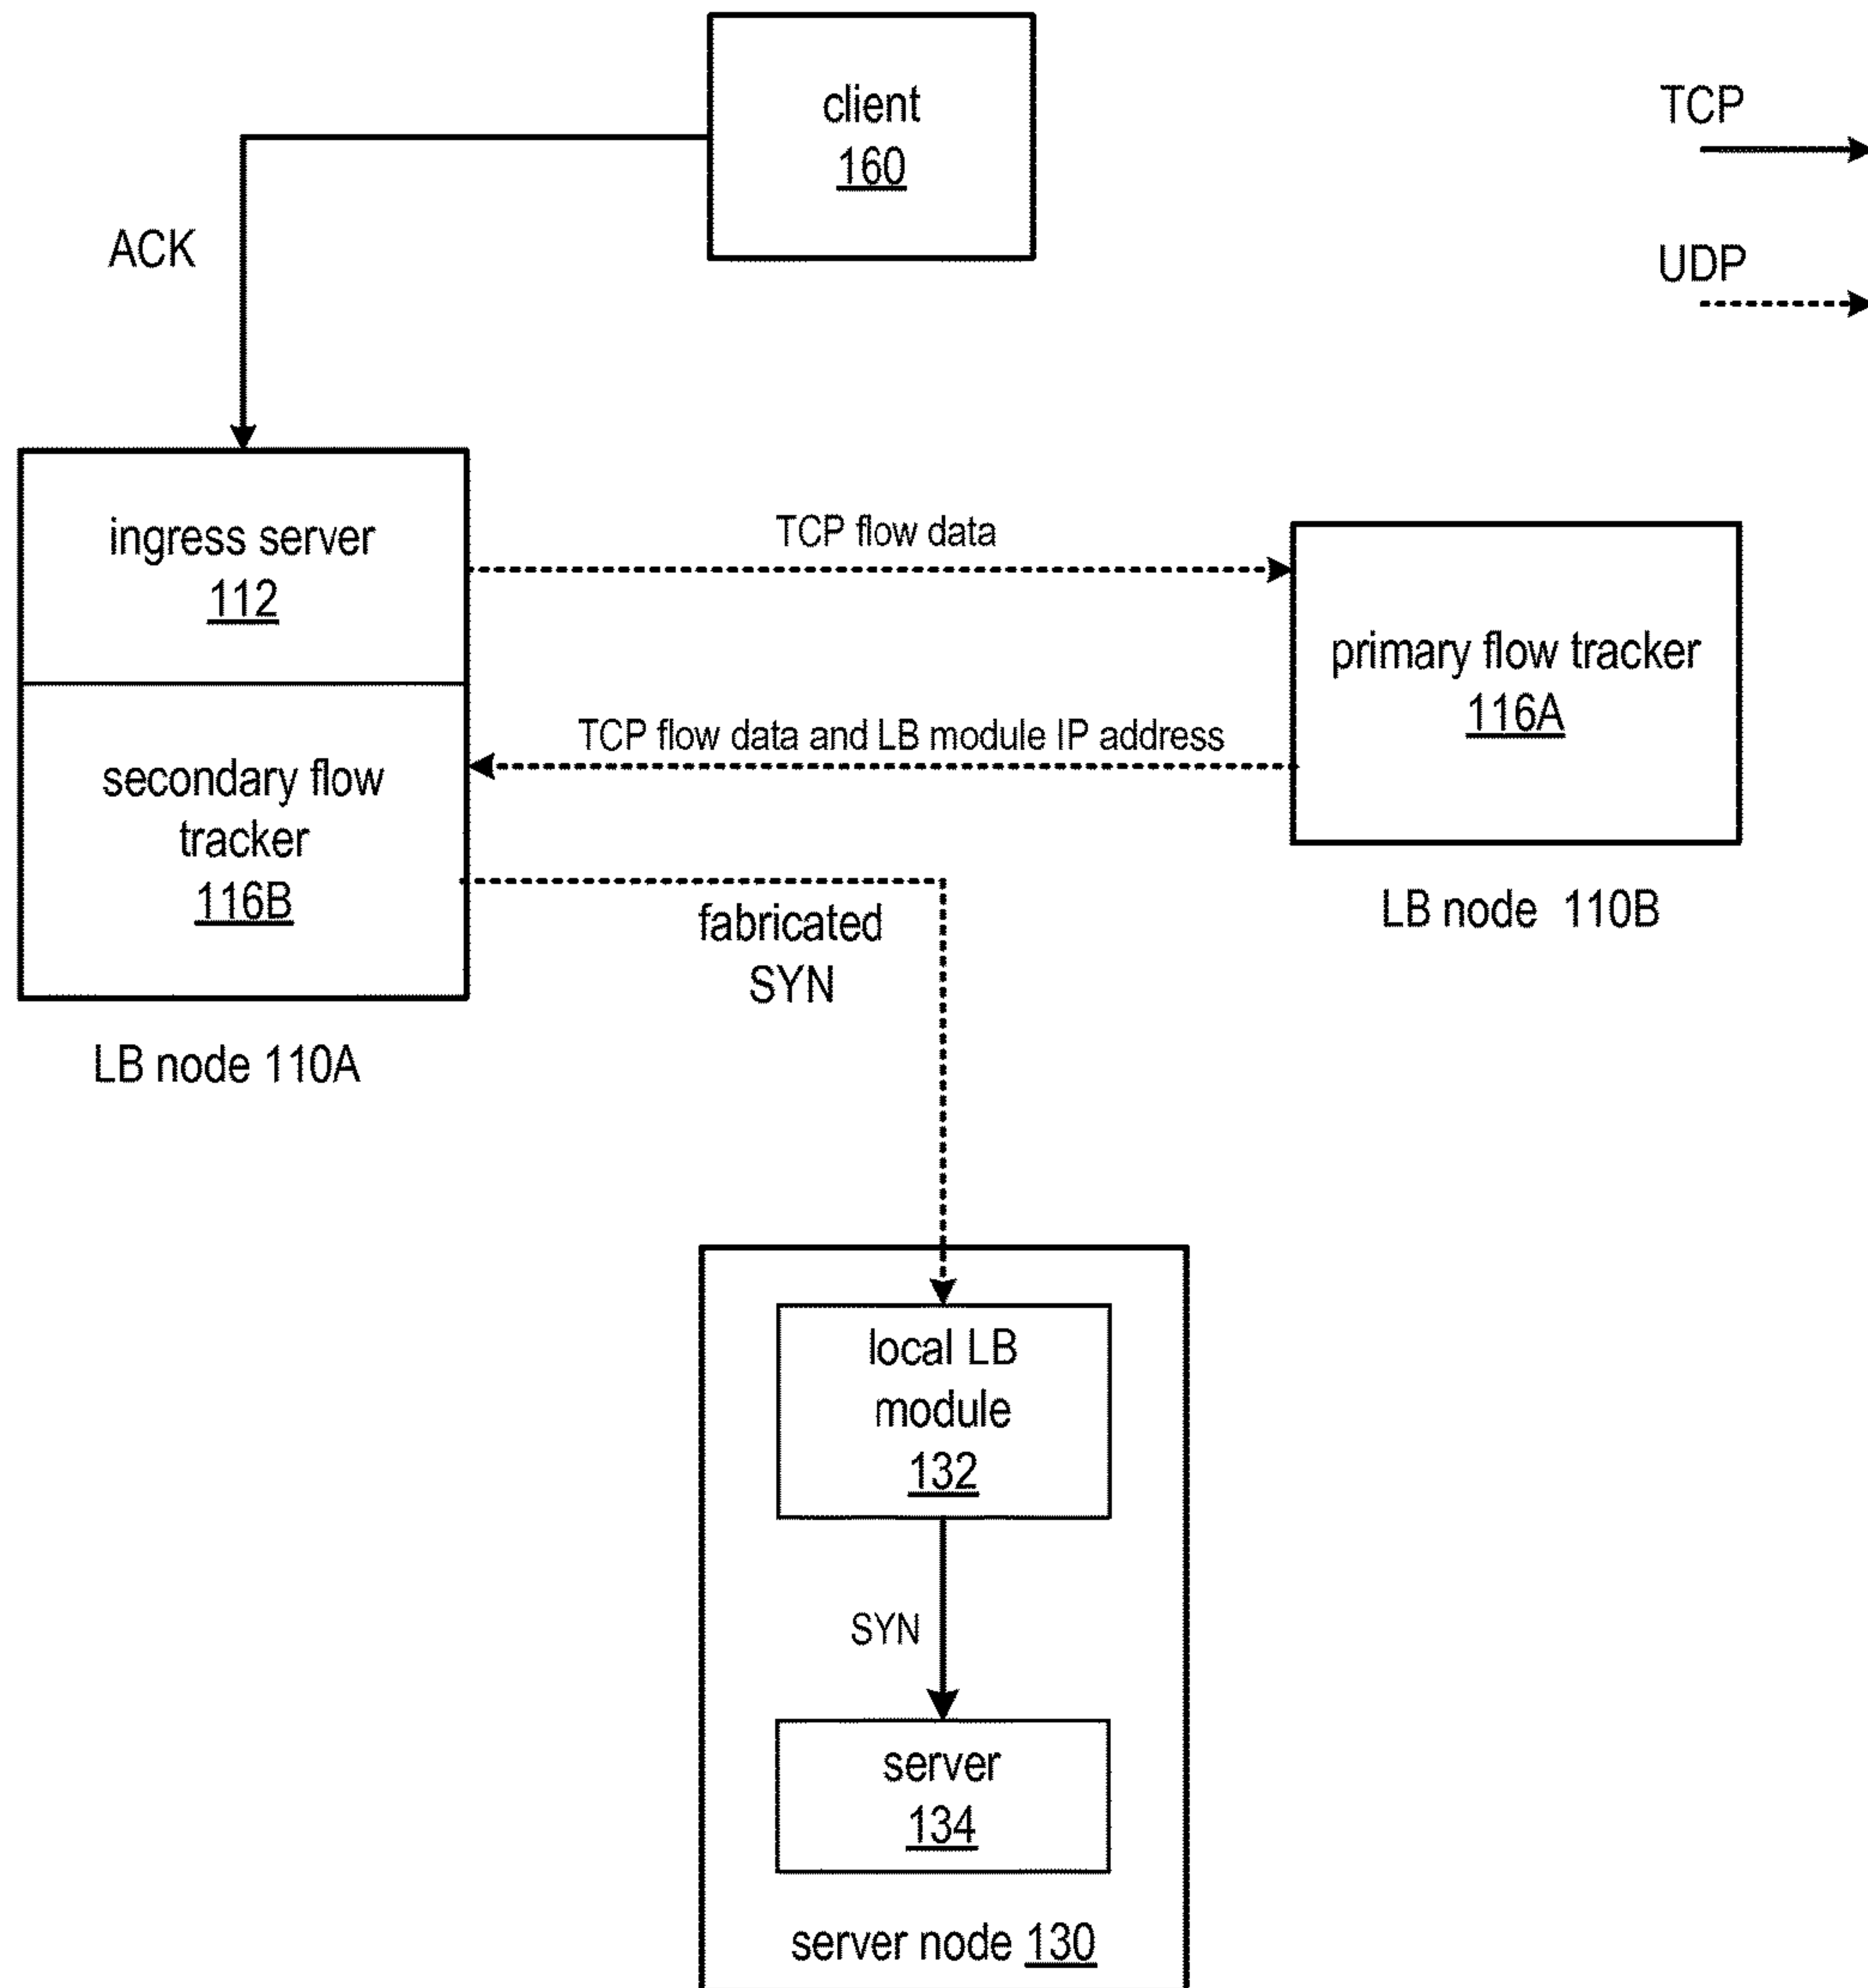 client
160
TCP
UDP
ACK
ingress server
112
TCP flow data
primary flow tracker
116A
TCP flow data and LB module IP address
secondary flow
tracker
116B
fabricated
SYN
LB node 110B
LB node 110A
local LB
module
132
SYN
server
134
server node 130